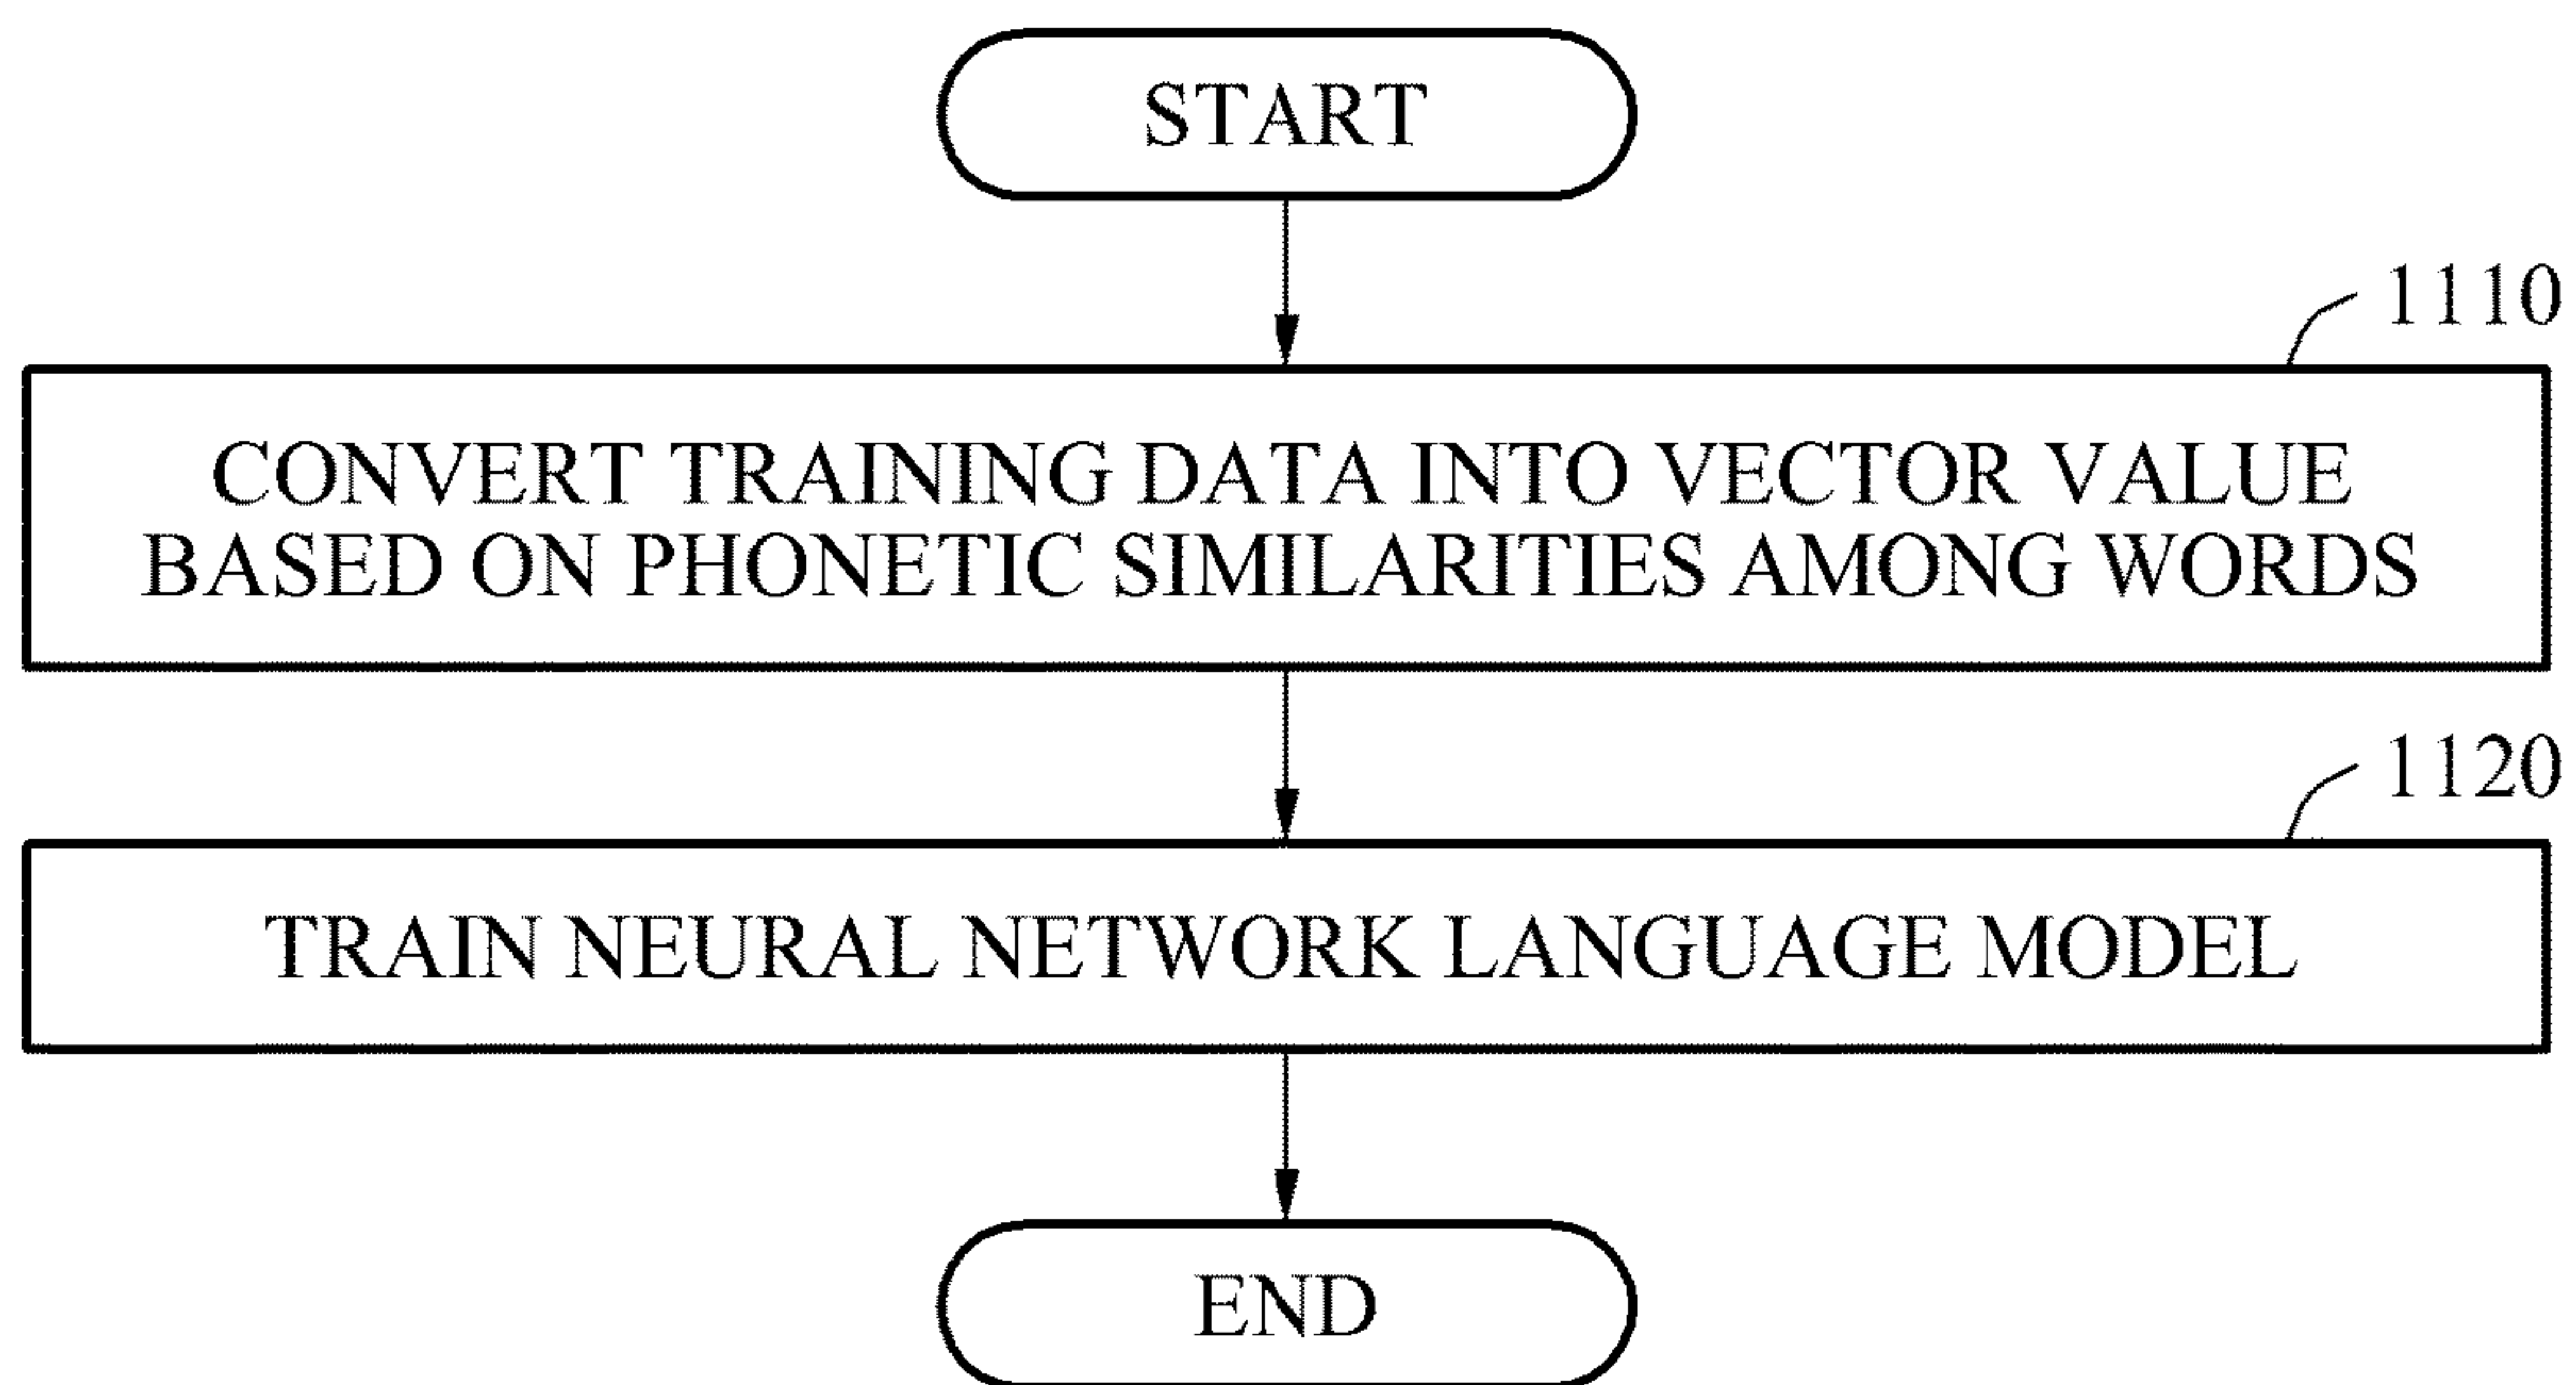 START
1110
CONVERT TRAINING DATA INTO VECTOR VALUE
BASED ON PHONETIC SIMILARITIES AMONG WORDS
1120
TRAIN NEURAL NETWORK LANGUAGE MODEL
END